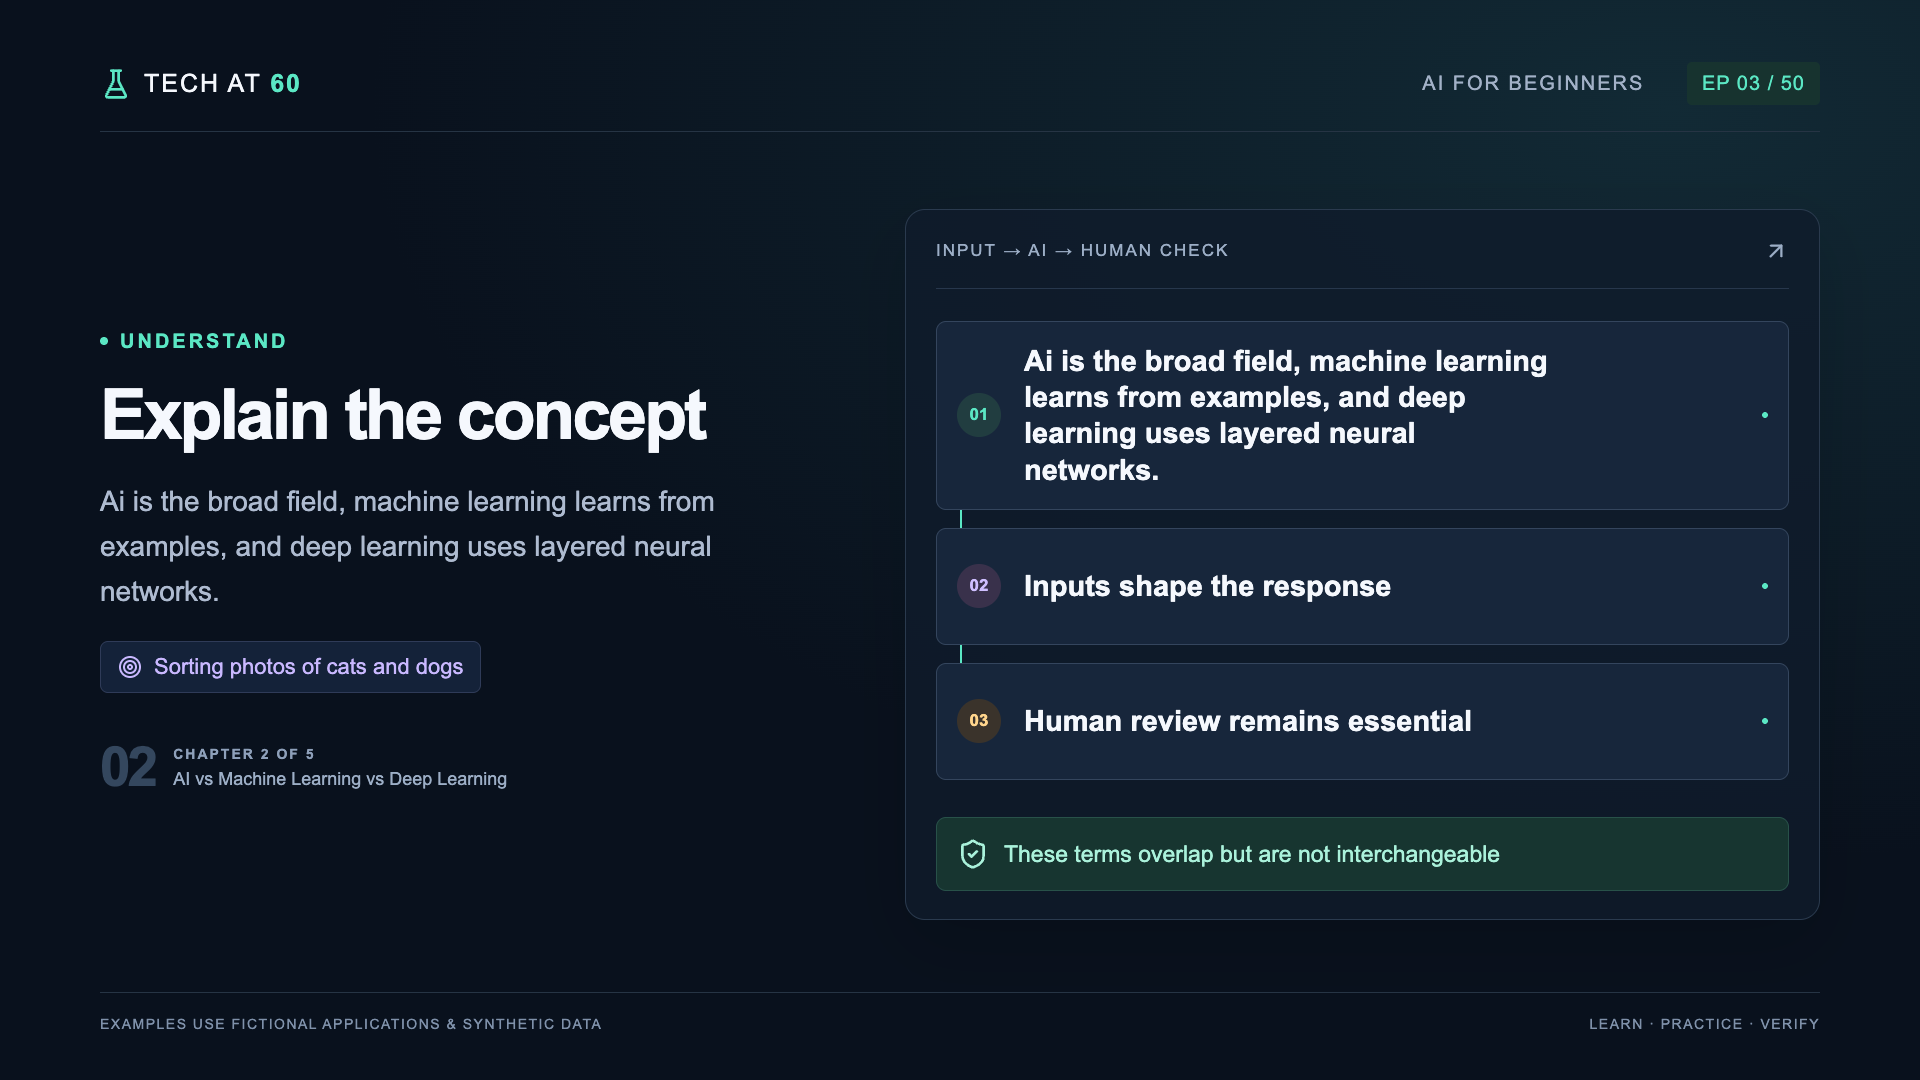 TECH AT 60
AI FOR BEGINNERS
EP 03 / 50
UNDERSTAND
Explain the concept
Ai is the broad field, machine learning learns from
examples, and deep learning uses layered neural
networks.
Sorting photos of cats and dogs
02
CHAPTER 2 OF 5
AI vs Machine Learning vs Deep Learning
INPUT → AI → HUMAN CHECK
01
Ai is the broad field, machine learning
learns from examples, and deep
learning uses layered neural
networks.
02
Inputs shape the response
03
Human review remains essential
These terms overlap but are not interchangeable
EXAMPLES USE FICTIONAL APPLICATIONS & SYNTHETIC DATA
LEARN · PRACTICE · VERIFY